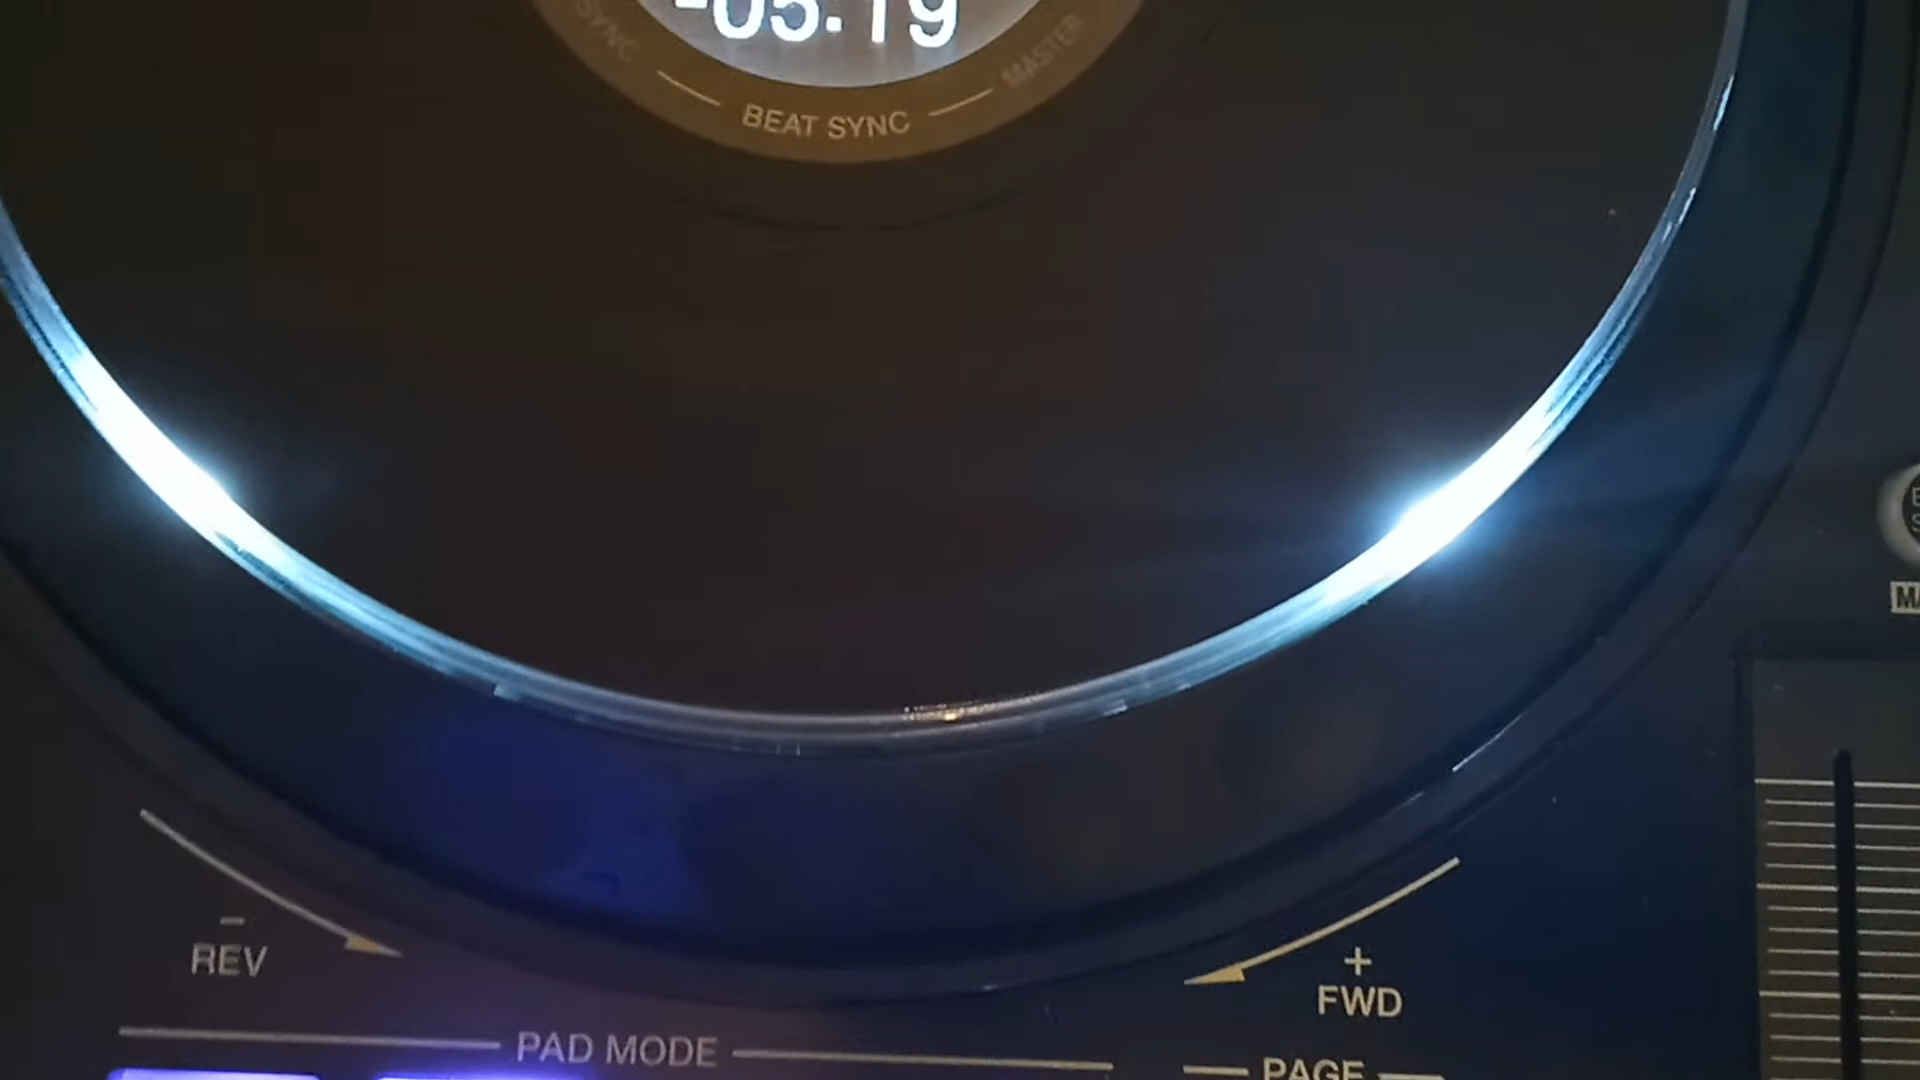 -05:19
SYNC
MASTER
BEAT SYNC
-
REV
+
FWD
PAD MODE
PAGE